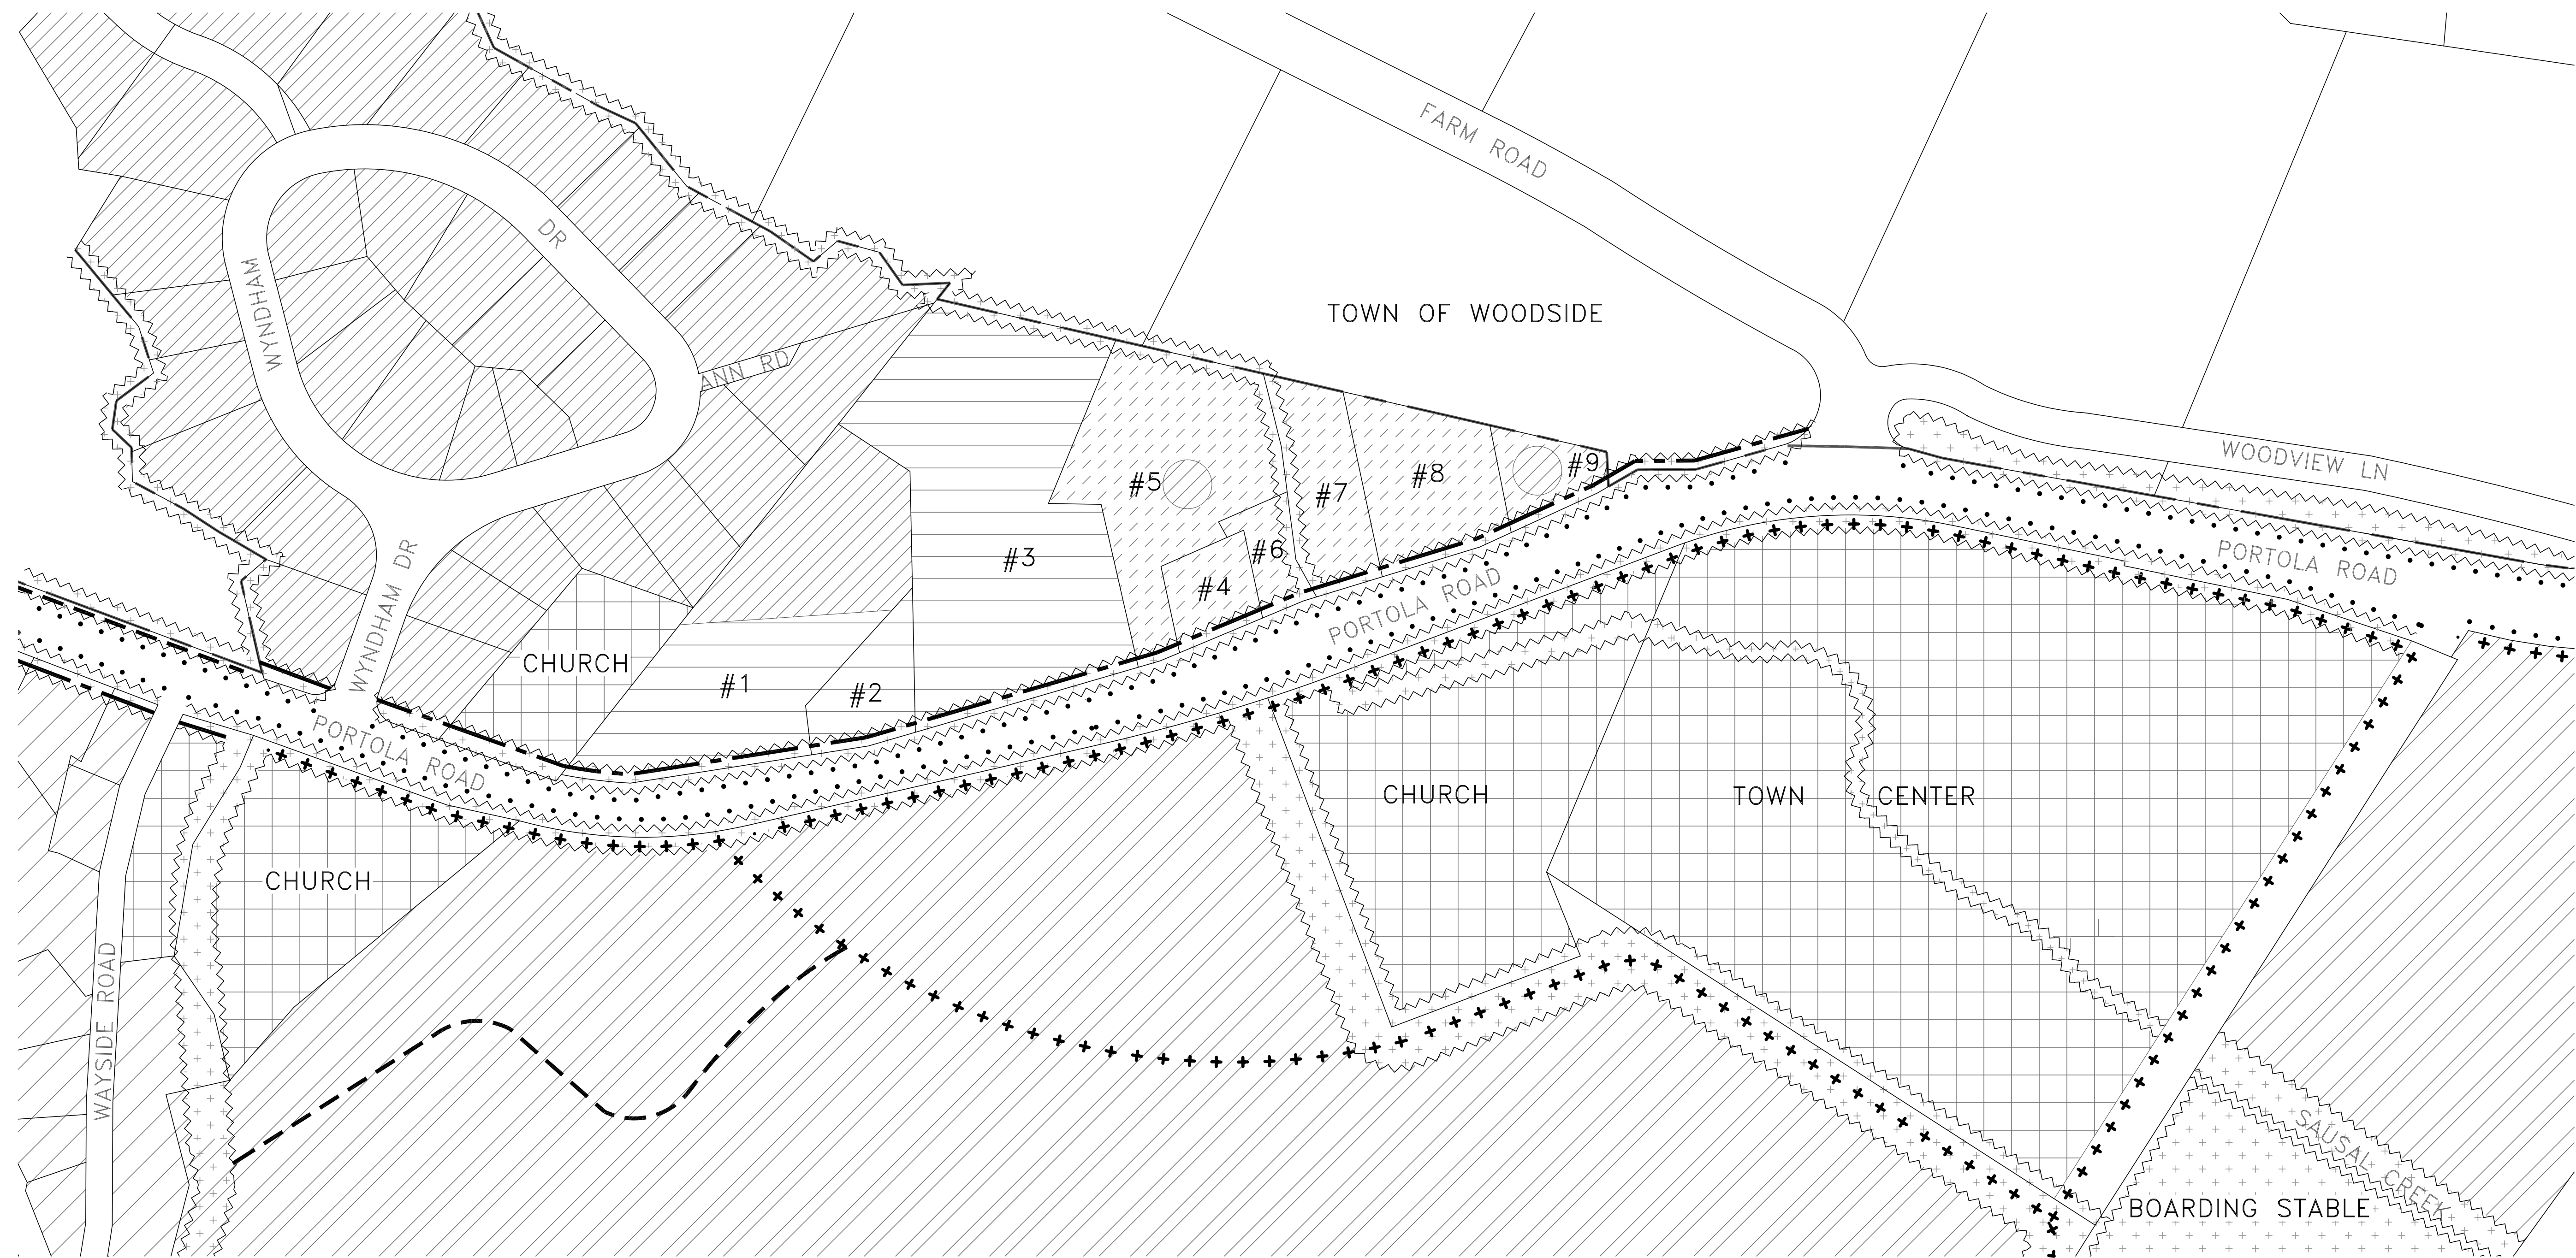 FARM ROAD
DR
WYNDHAM
TOWN OF WOODSIDE
ANN RD
WOODVIEW LN
#5
#7
#8
#9
#3
#6
#4
PORTOLA ROAD
PORTOLA ROAD
WYNDHAM DR
CHURCH
#1
#2
PORTOLA ROAD
CHURCH
TOWN CENTER
CHURCH
WAYSIDE ROAD
SAUSAL CREEK
BOARDING STABLE